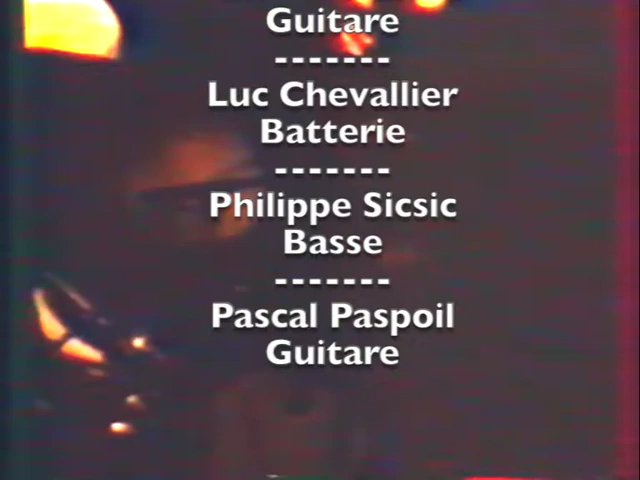 Guitare
-------
Luc Chevallier
Batterie
-------
Philippe Sicsic
Basse
-------
Pascal Paspoil
Guitare